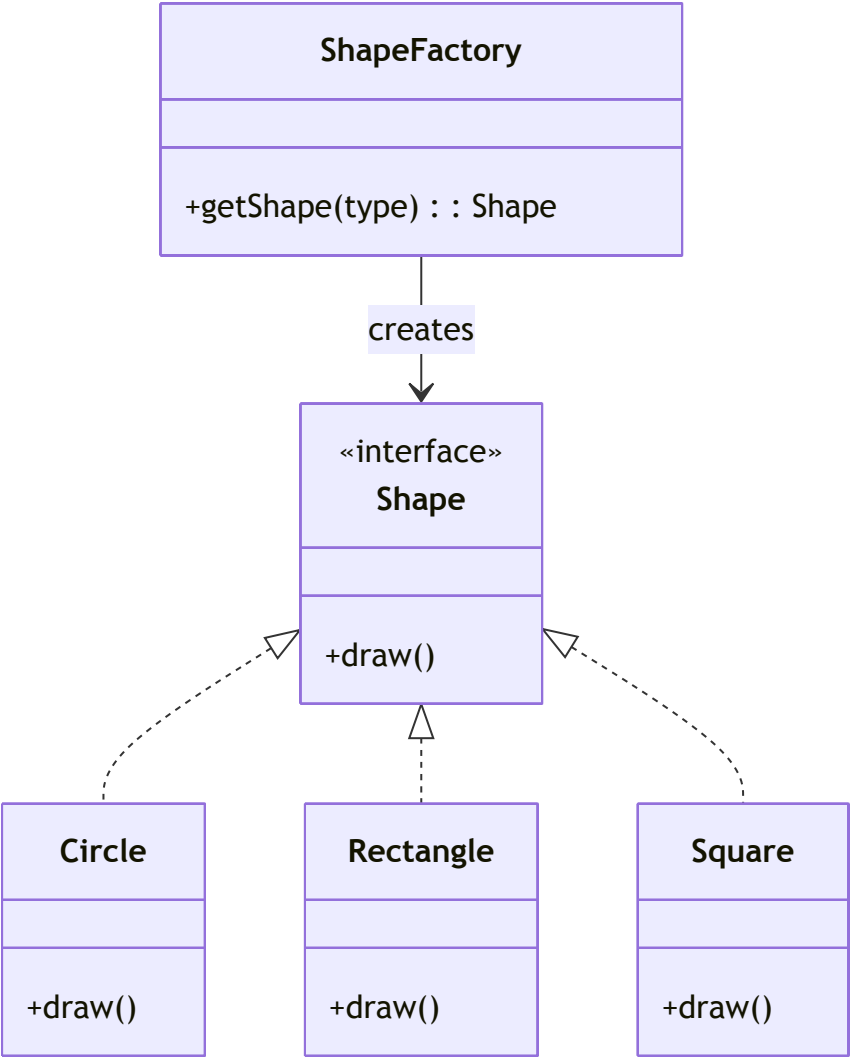 ShapeFactory
+getShape(type) : : Shape
creates
«interface»
Shape
+draw()
Circle
Rectangle
Square
+draw()
+draw()
+draw()